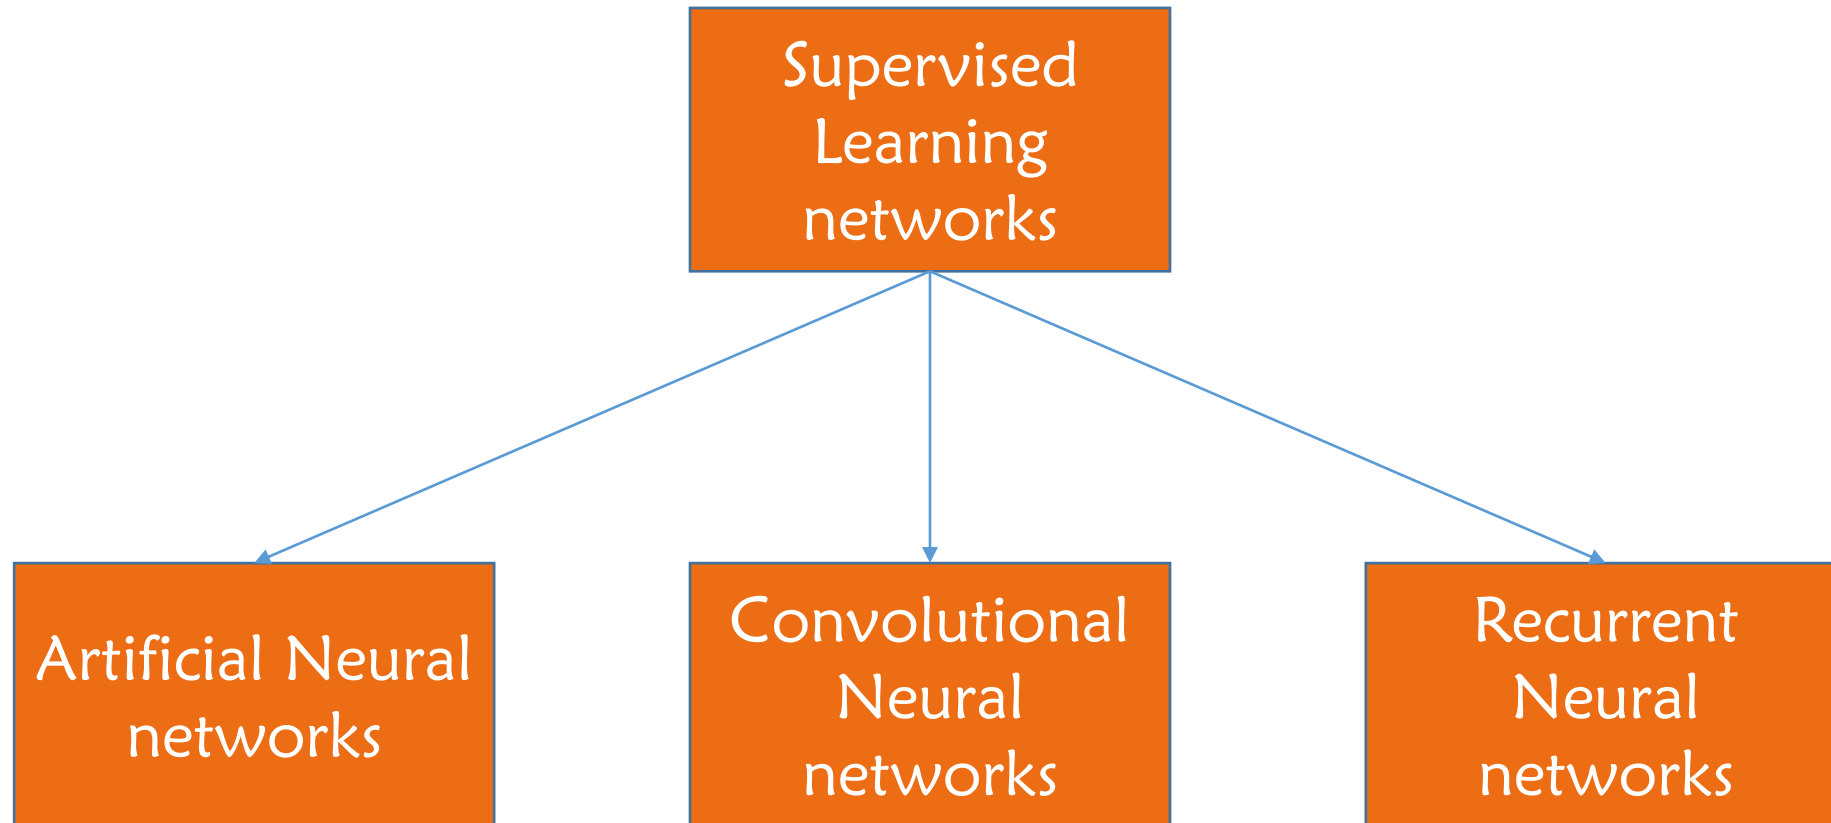 Supervised
Learning
networks
Artificial Neural
networks
Convolutional
Neural
networks
Recurrent
Neural
networks